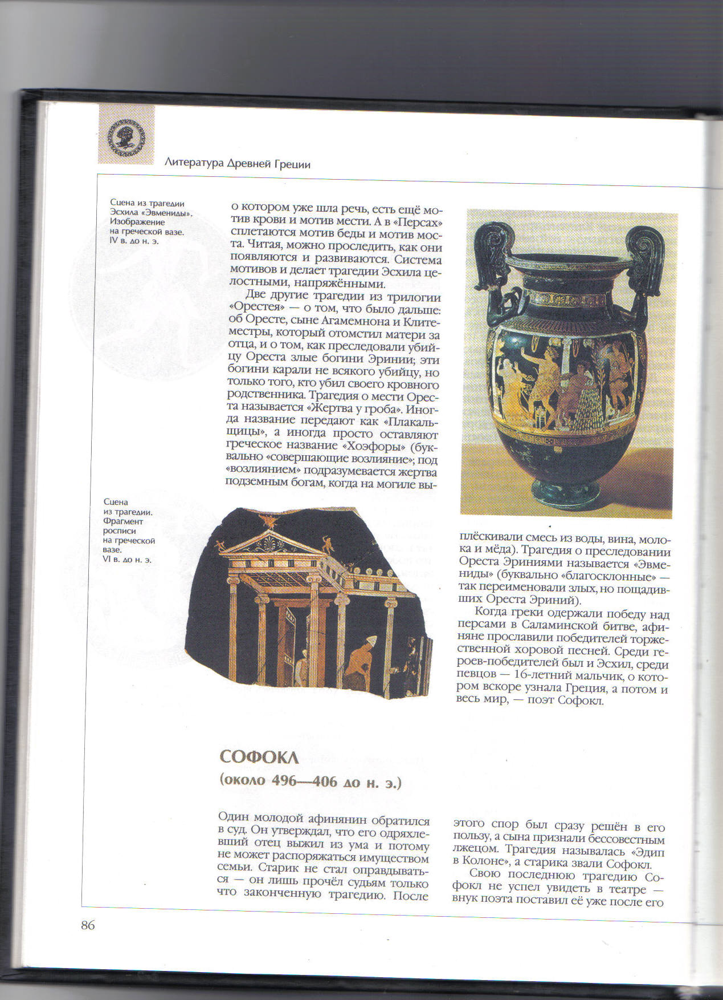 Литература Древней Греции
Сцена из трагедии
Эсхила «Эвмениды».
Изображение
на греческой вазе.
IV в. до н. э.
о котором уже шла речь, есть ещё мо-
тив крови и мотив мести. А в «Персах»
сплетаются мотив беды и мотив мос-
та. Читая, можно проследить, как они
появляются и развиваются. Система
мотивов и делает трагедии Эсхила це-
лостными, напряжёнными.
Две другие трагедии из трилогии
«Орестея» — о том, что было дальше:
об Оресте, сыне Агамемнона и Клите-
местры, который отомстил матери за
отца, и о том, как преследовали убий-
цу Ореста злые богини Эринии; эти
богини карали не всякого убийцу, но
только того, кто убил своего кровного
родственника. Трагедия о мести Орес-
та называется «Жертва у гроба». Иног-
да название передают как «Плакаль-
щицы», а иногда просто оставляют
греческое название «Хоэфоры» (бук-
вально «совершающие возлияние»; под
«возлиянием» подразумевается жертва
подземным богам, когда на могиле вы-
Сцена
из трагедии.
Фрагмент
росписи
на греческой
вазе.
VI в. до н. э.
плёскивали смесь из воды, вина, моло-
ка и мёда). Трагедия о преследовании
Ореста Эриниями называется «Эвме-
ниды» (буквально «благосклонные» —
так переименовали злых, но пощадив-
ших Ореста Эриний).
Когда греки одержали победу над
персами в Саламинской битве, афи-
няне прославили победителей торже-
ственной хоровой песней. Среди ге-
роев-победителей был и Эсхил, среди
певцов — 16-летний мальчик, о кото-
ром вскоре узнала Греция, а потом и
весь мир, — поэт Софокл.
СОФОКЛ
(около 496—406 до н. э.)
Один молодой афинянин обратился
в суд. Он утверждал, что его одряхле-
вший отец выжил из ума и потому
не может распоряжаться имуществом
семьи. Старик не стал оправдывать-
ся — он лишь прочёл судьям только
что законченную трагедию. После
этого спор был сразу решён в его
пользу, а сына признали бессовестным
лжецом. Трагедия называлась «Эдип
в Колоне», а старика звали Софокл.
Свою последнюю трагедию Со-
фокл не успел увидеть в театре —
внук поэта поставил её уже после его
86